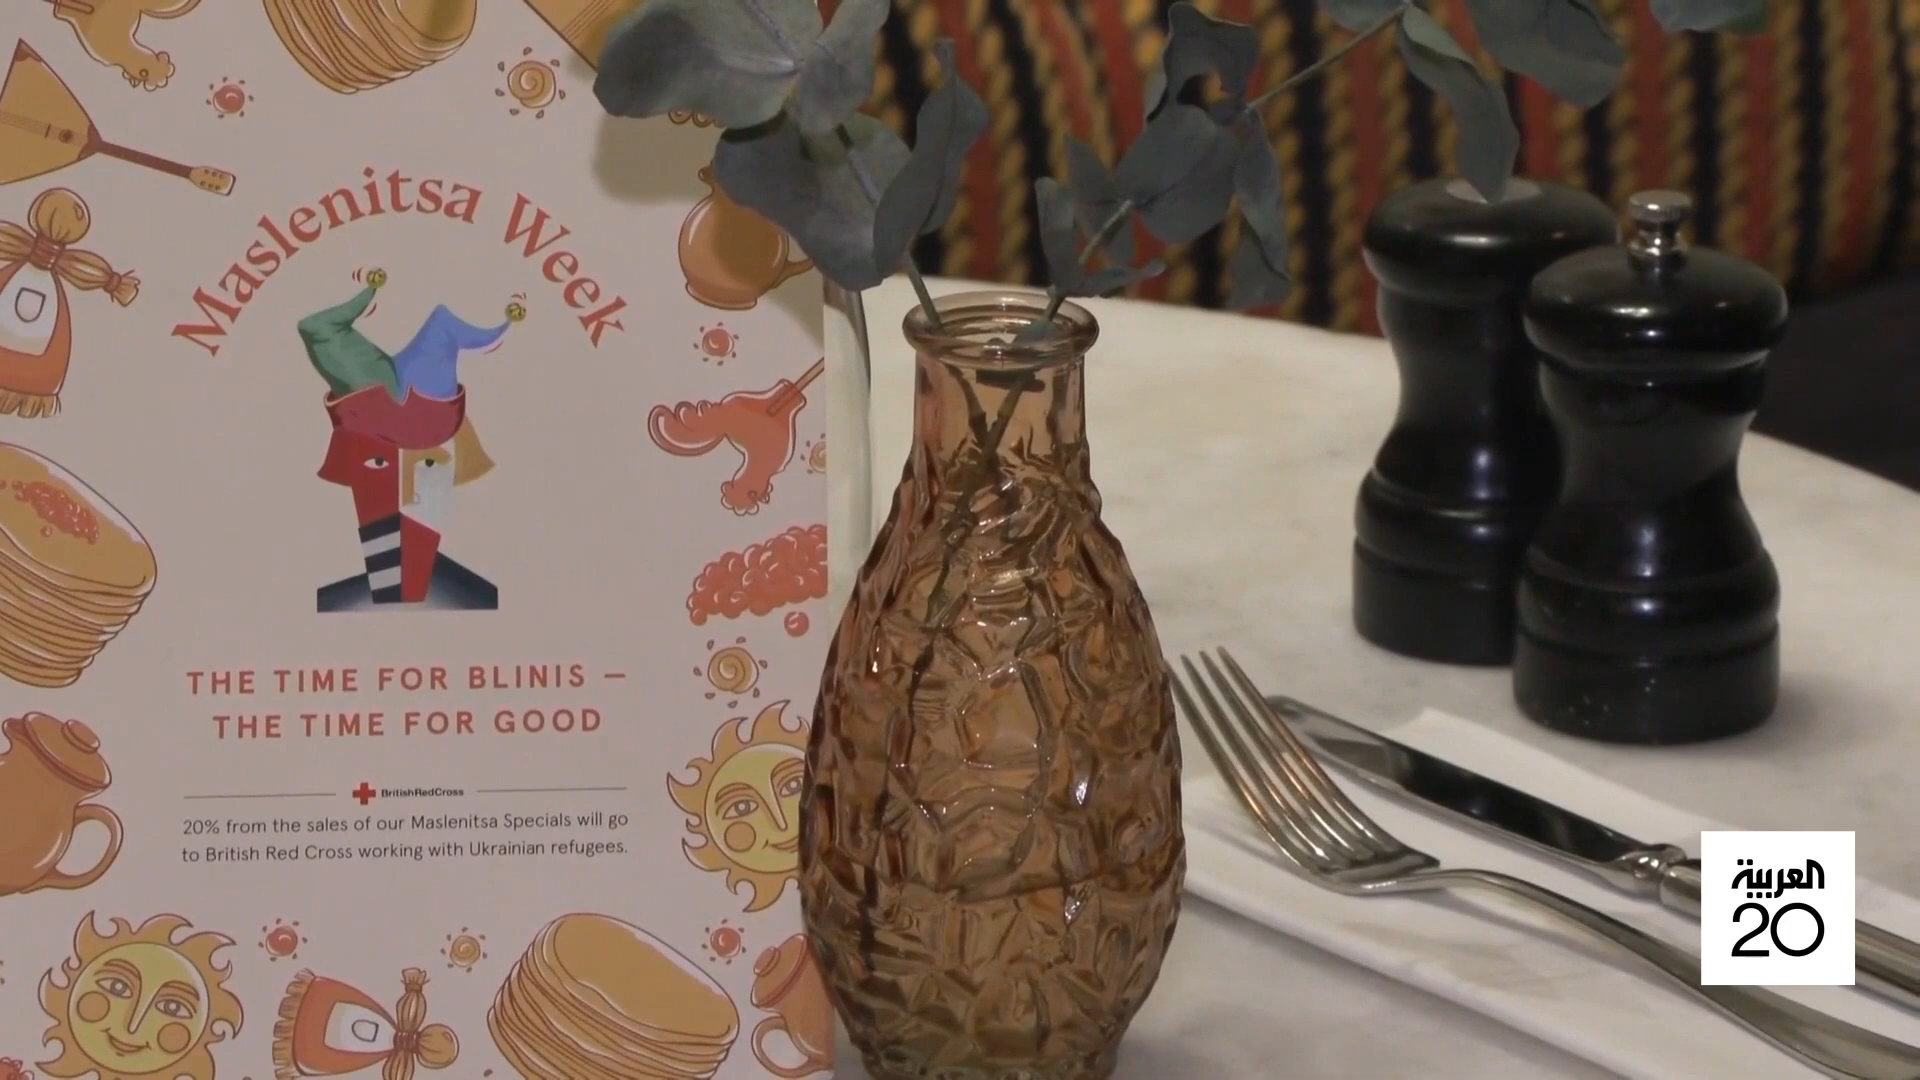 Maslenitsa Week
THE TIME FOR BLINIS —
THE TIME FOR GOOD
BritishRedCross
20% from the sales of our Maslenitsa Specials will go
to British Red Cross working with Ukrainian refugees.
العربية
20